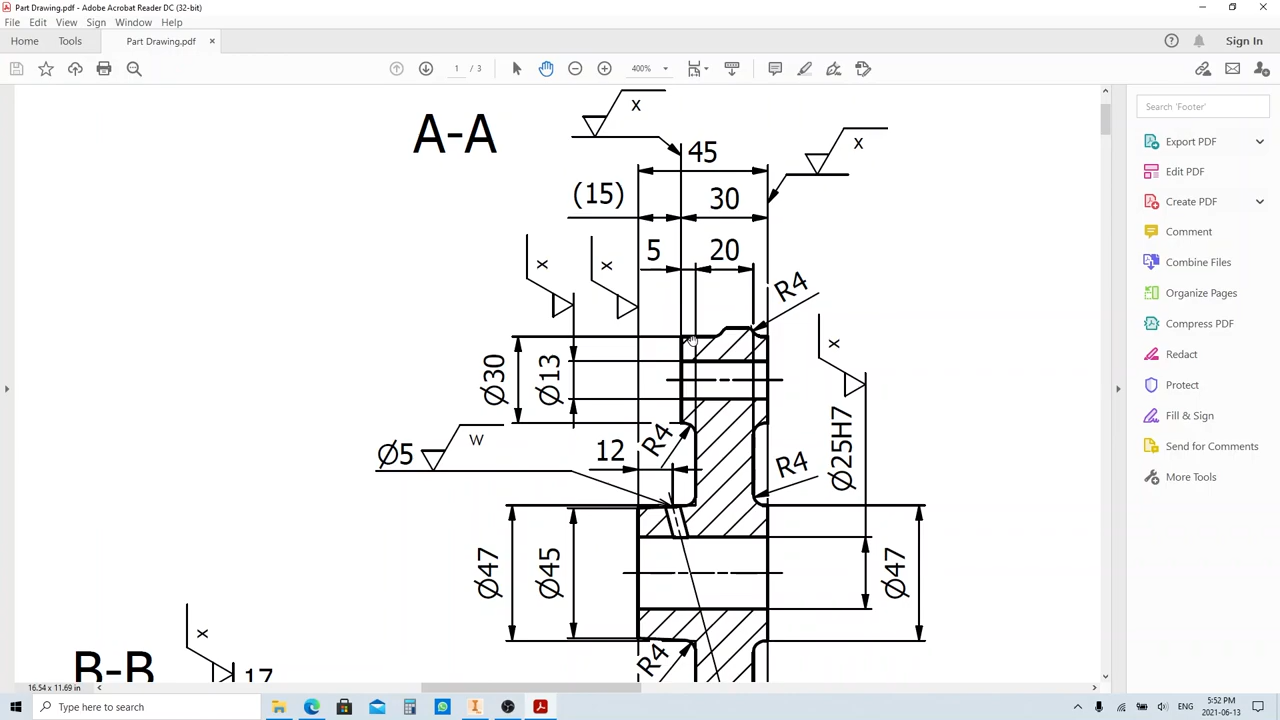 Part Drawing.pdf - Adobe Acrobat Reader DC (32-bit)
File Edit View Sign Window Help
Home Tools Part Drawing.pdf × Sign In
1 / 3 400%
A-A
x
x
45
(15) 30
5 20
x x
R4
x
Ø30 Ø13
R4
W
Ø5
12
R4
Ø25H7
Ø47 Ø45 Ø47
R4
x
B-B 17
16.54 x 11.69 in
Search 'Footer'
Export PDF
Edit PDF
Create PDF
Comment
Combine Files
Organize Pages
Compress PDF
Redact
Protect
Fill & Sign
Send for Comments
More Tools
Type here to search
ENG
5:52 PM
2021-06-13